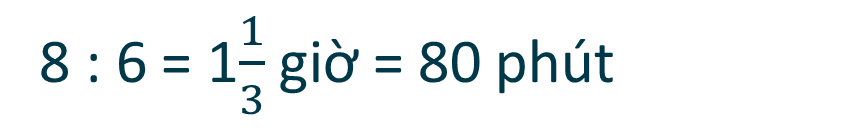 8 : 6 = 1 1/3 giờ = 80 phút